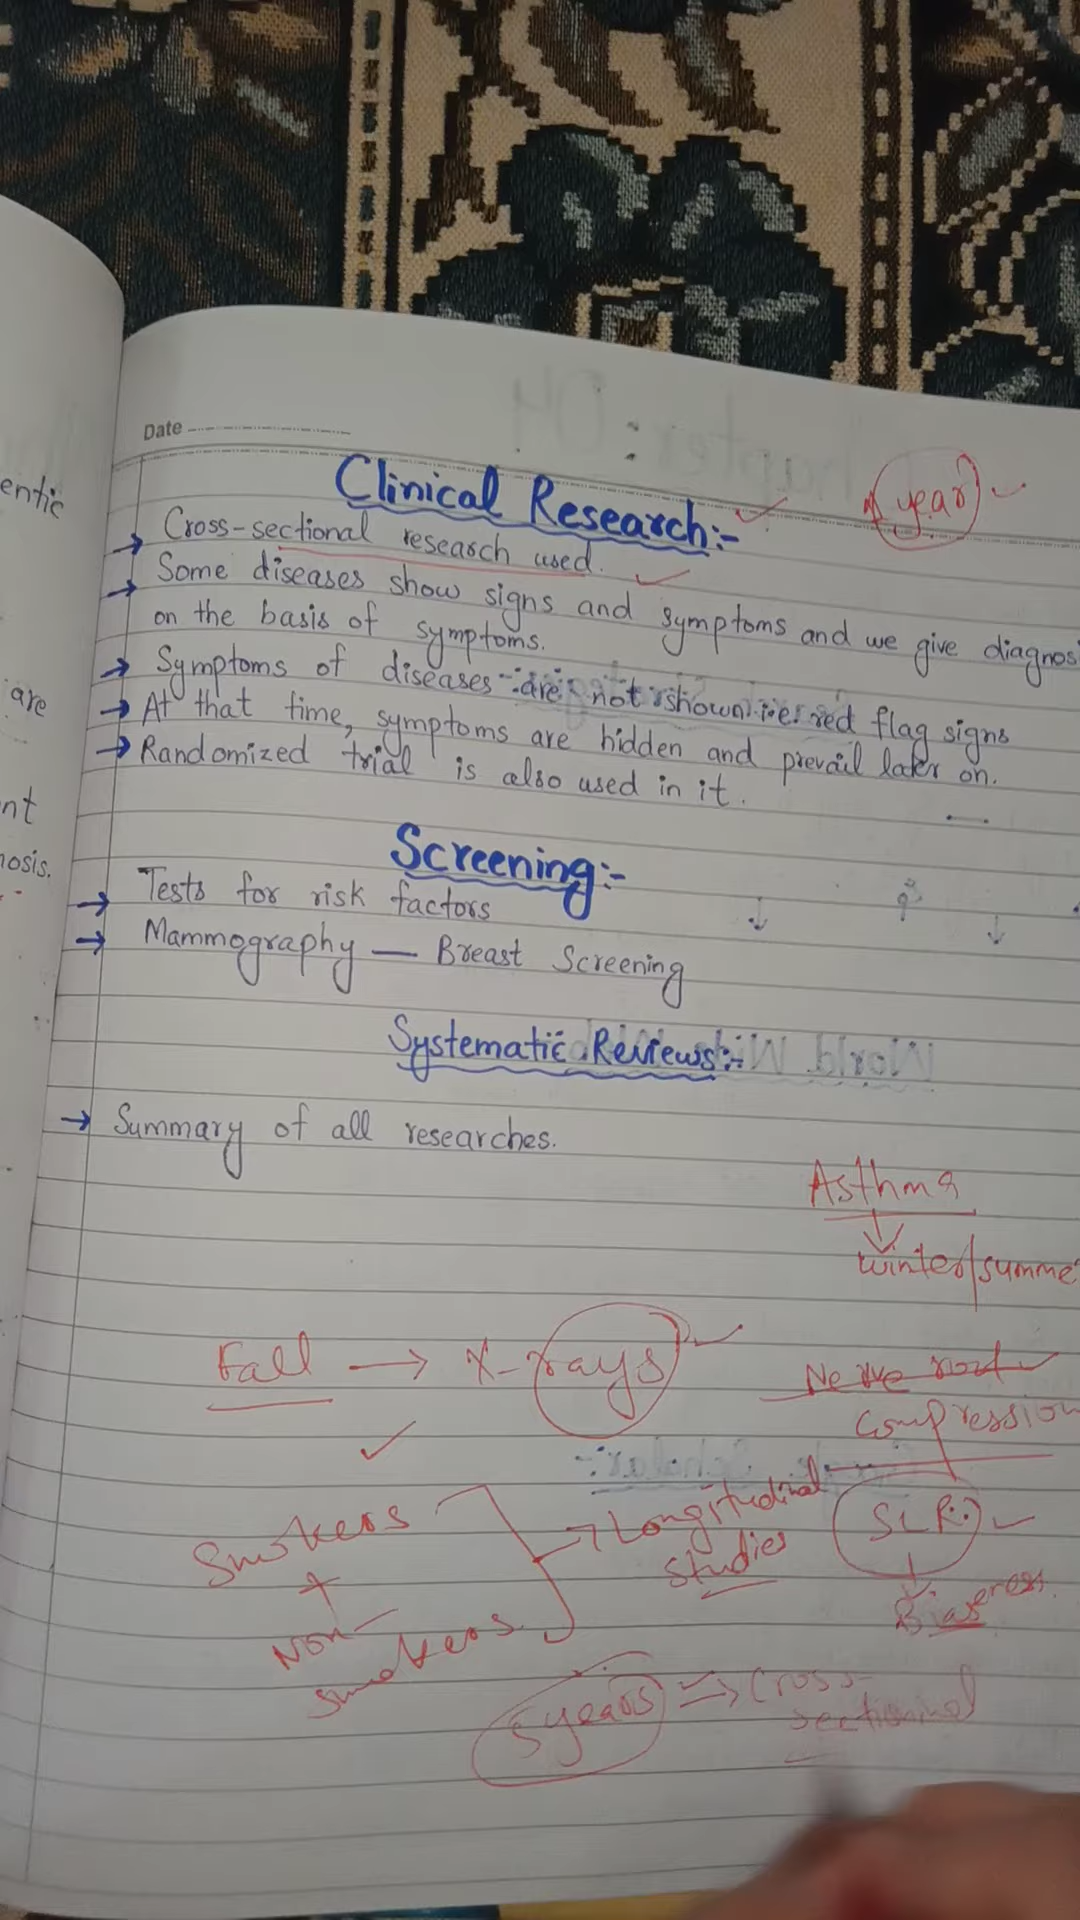 entic
are
nt
nosis.
Date
Clinical Research:-
1 year
→ Cross-sectional research used.
→ Some diseases show signs and symptoms and we give diagnos
on the basis of symptoms.
→ Symptoms of diseases are not shown i.e. red flag signs
→ At that time, symptoms are hidden and prevail later on.
→ Randomized trial is also used in it.
Screening:-
→ Tests for risk factors
→ Mammography — Breast Screening
Systematic Reviews:-
→ Summary of all researches.
Asthma
winter/summe
Fall → X-rays
Nerve root
Compression
Smokers
+
Non-
smokers
→ Longitudinal
studies
SLR
5 years → Cross-
sectional